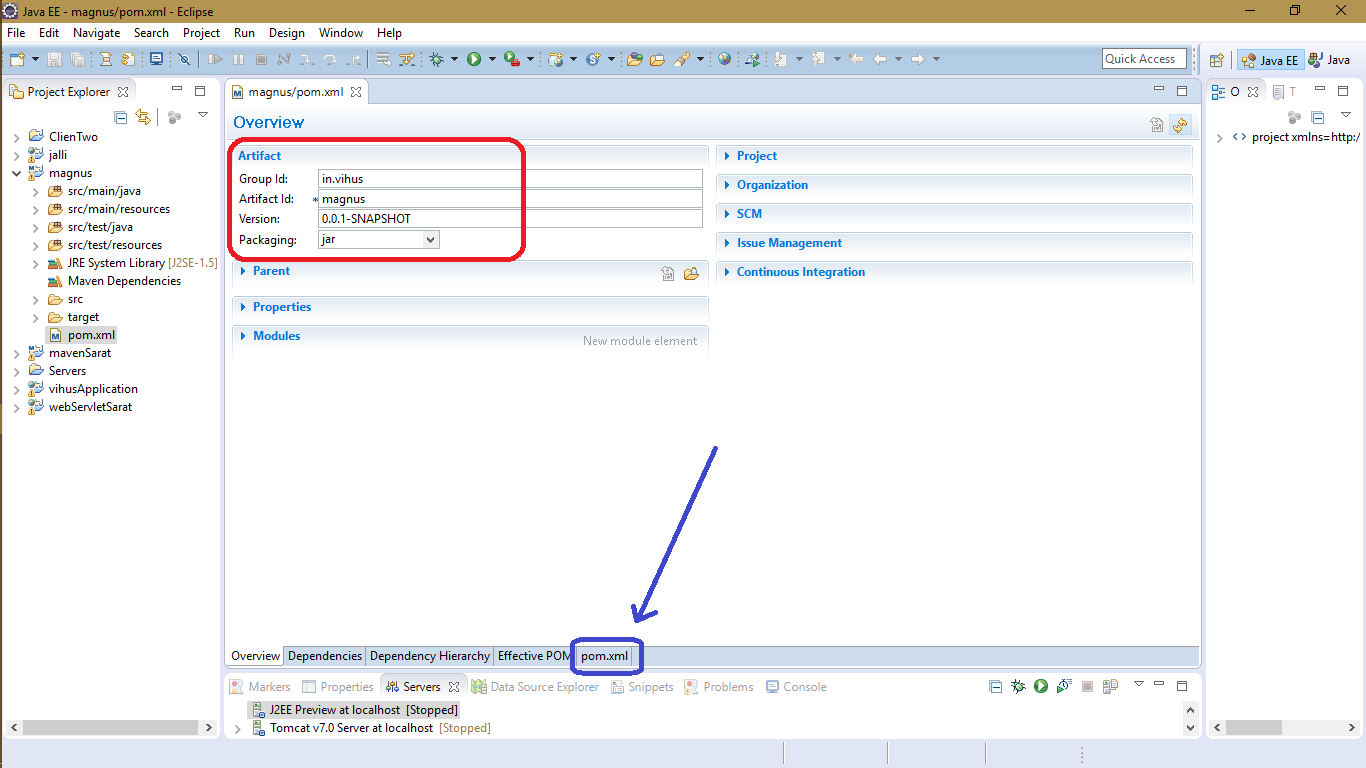 Java EE - magnus/pom.xml - Eclipse
File Edit Navigate Search Project Run Design Window Help
Quick Access
Java EE
Java
Project Explorer
ClienTwo
jalli
magnus
src/main/java
src/main/resources
src/test/java
src/test/resources
JRE System Library [J2SE-1.5]
Maven Dependencies
src
target
pom.xml
mavenSarat
Servers
vihusApplication
webServletSarat
magnus/pom.xml
Overview
Artifact
Group Id: in.vihus
Artifact Id: * magnus
Version: 0.0.1-SNAPSHOT
Packaging: jar
Parent
Properties
Modules
New module element
Project
Organization
SCM
Issue Management
Continuous Integration
Overview Dependencies Dependency Hierarchy Effective POM pom.xml
Markers Properties Servers Data Source Explorer Snippets Problems Console
J2EE Preview at localhost [Stopped]
Tomcat v7.0 Server at localhost [Stopped]
O T
<> project xmlns=http:/